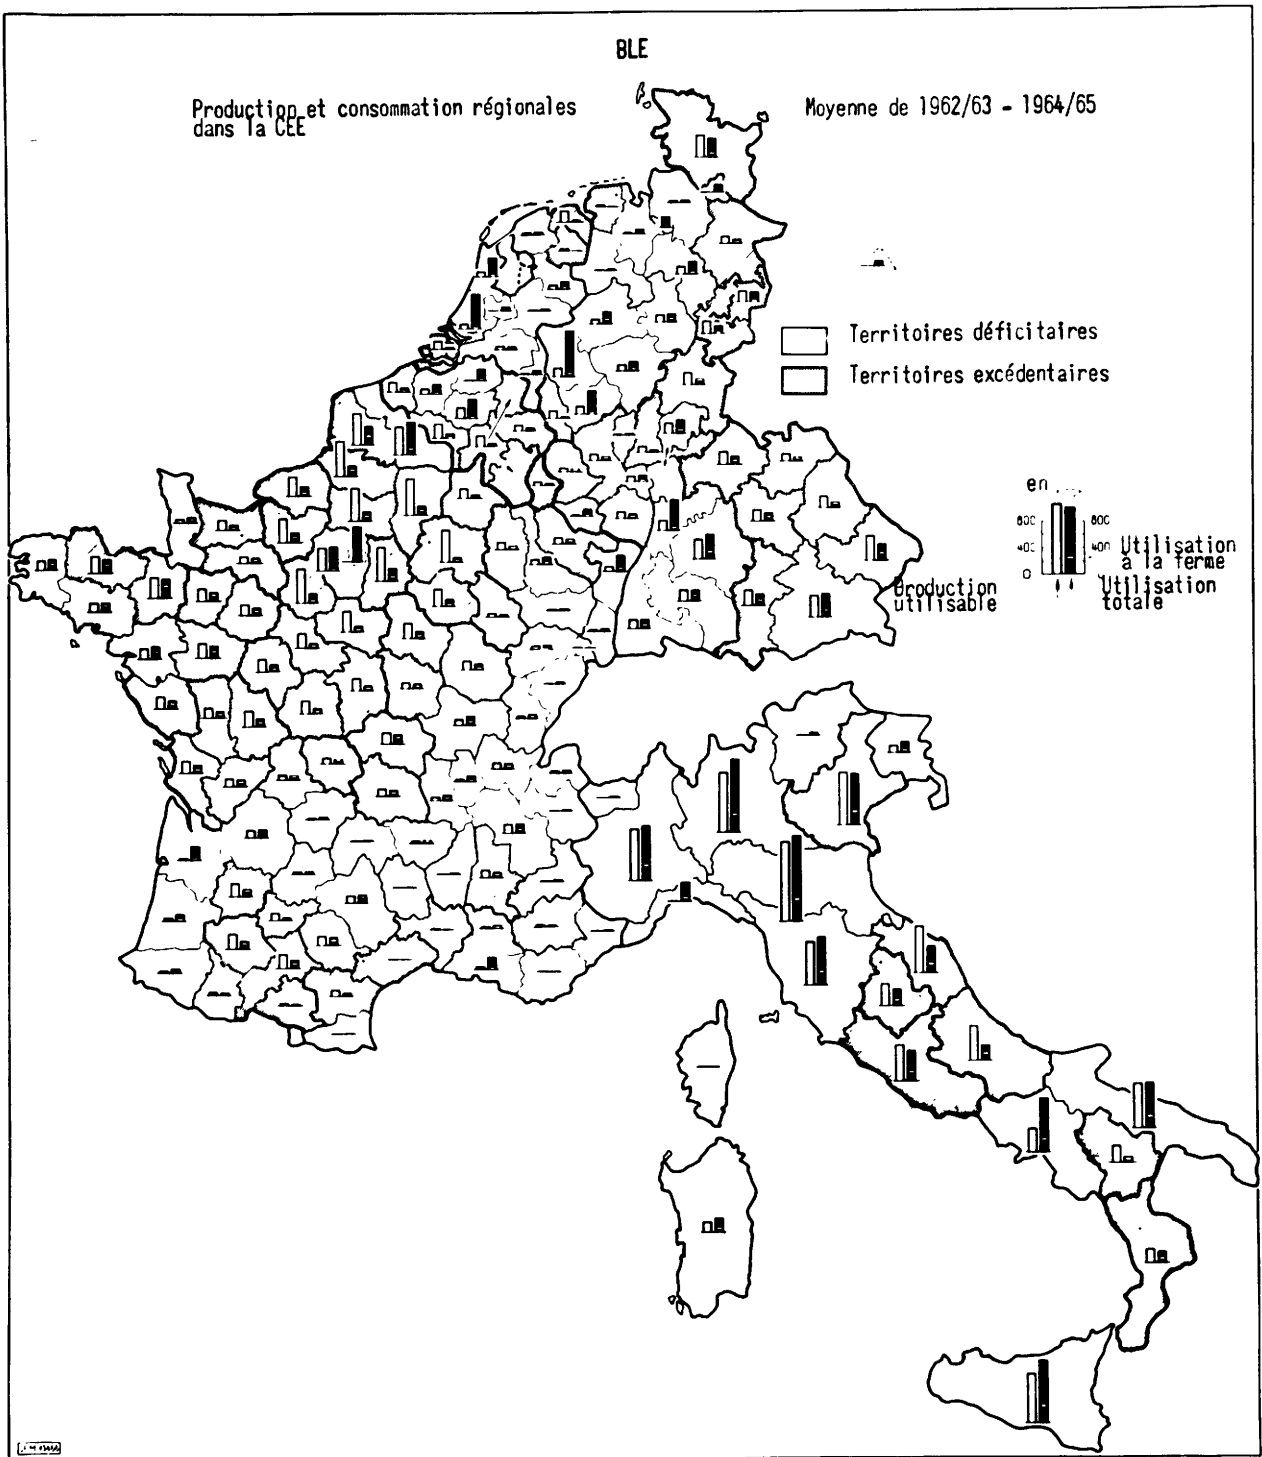 BLE
Production et consommation régionales
dans la CEE
Moyenne de 1962/63 - 1964/65
Territoires déficitaires
Territoires excédentaires
en
800
400
0
800
400
Utilisation
à la ferme
Utilisation
totale
Production
utilisable